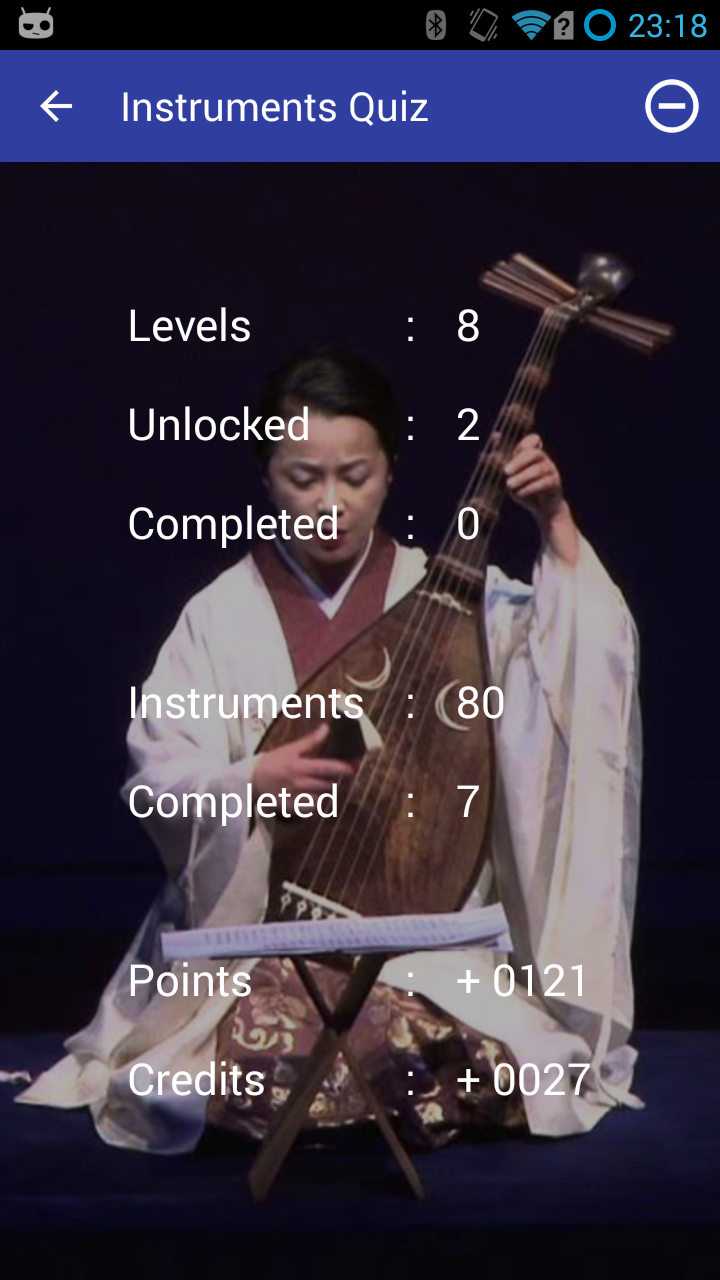 23:18
Instruments Quiz
Levels : 8
Unlocked : 2
Completed : 0
Instruments : 80
Completed : 7
Points : + 0121
Credits : + 0027